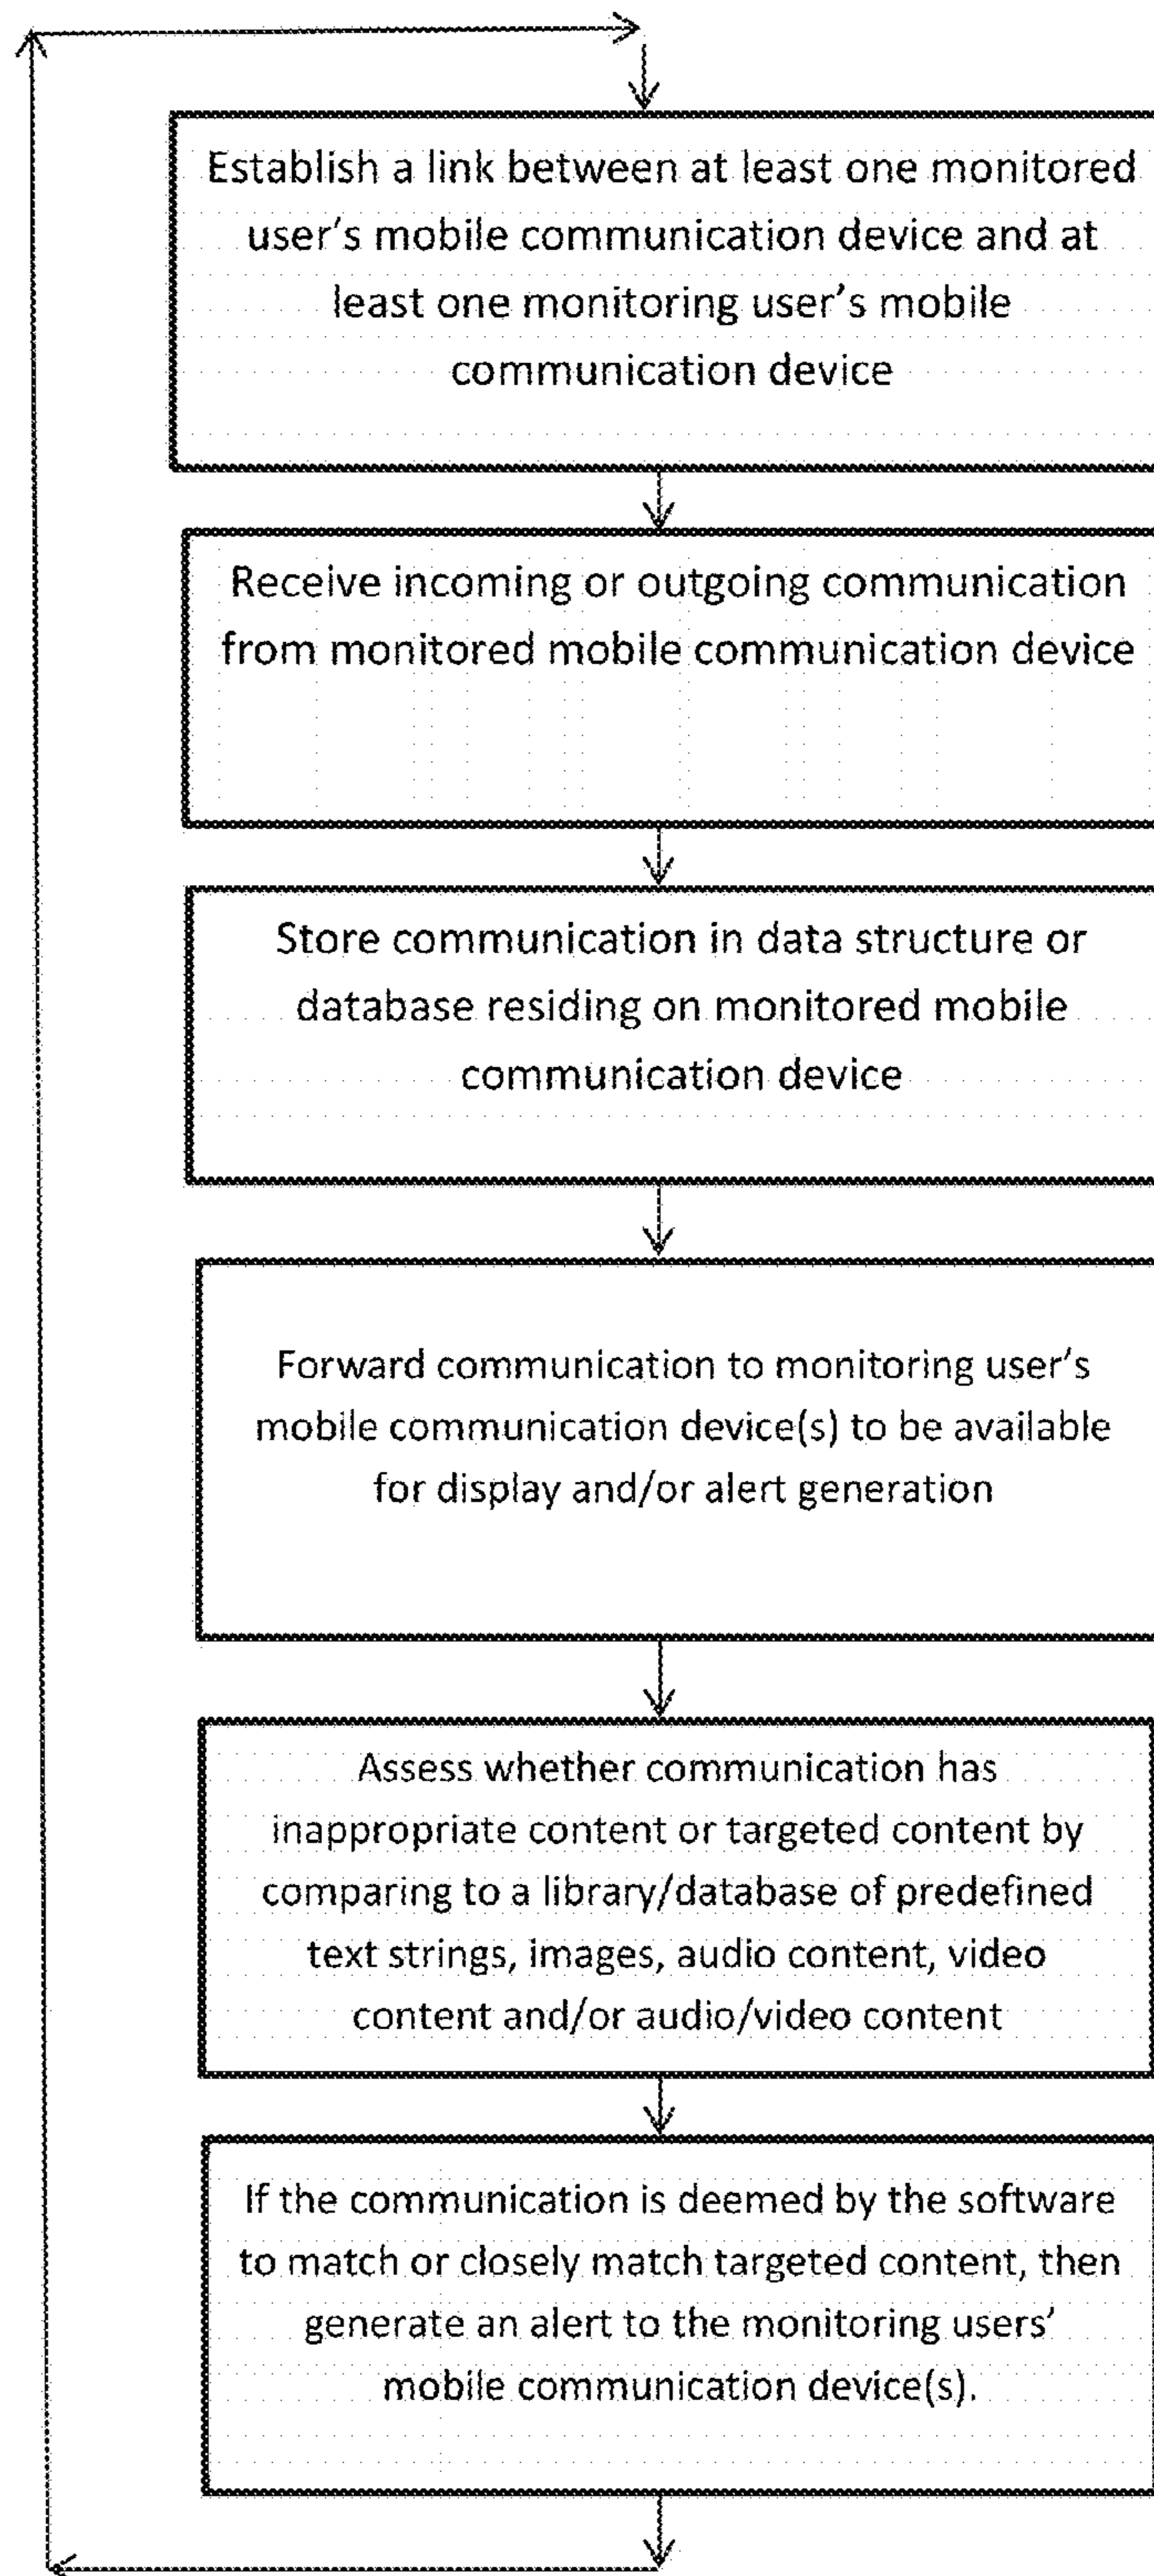 Establish a link between at least one monitored
user's mobile communication device and at
least one monitoring user's mobile
communication device
Receive incoming or outgoing communication
from monitored mobile communication device
Store communication in data structure or
database residing on monitored mobile
communication device
Forward communication to monitoring user's
mobile communication device(s) to be available
for display and/or alert generation
Assess whether communication has
inappropriate content or targeted content by
comparing to a library/database of predefined
text strings, images, audio content, video
content and/or audio/video content
If the communication is deemed by the software
to match or closely match targeted content, then
generate an alert to the monitoring users'
mobile communication device(s).